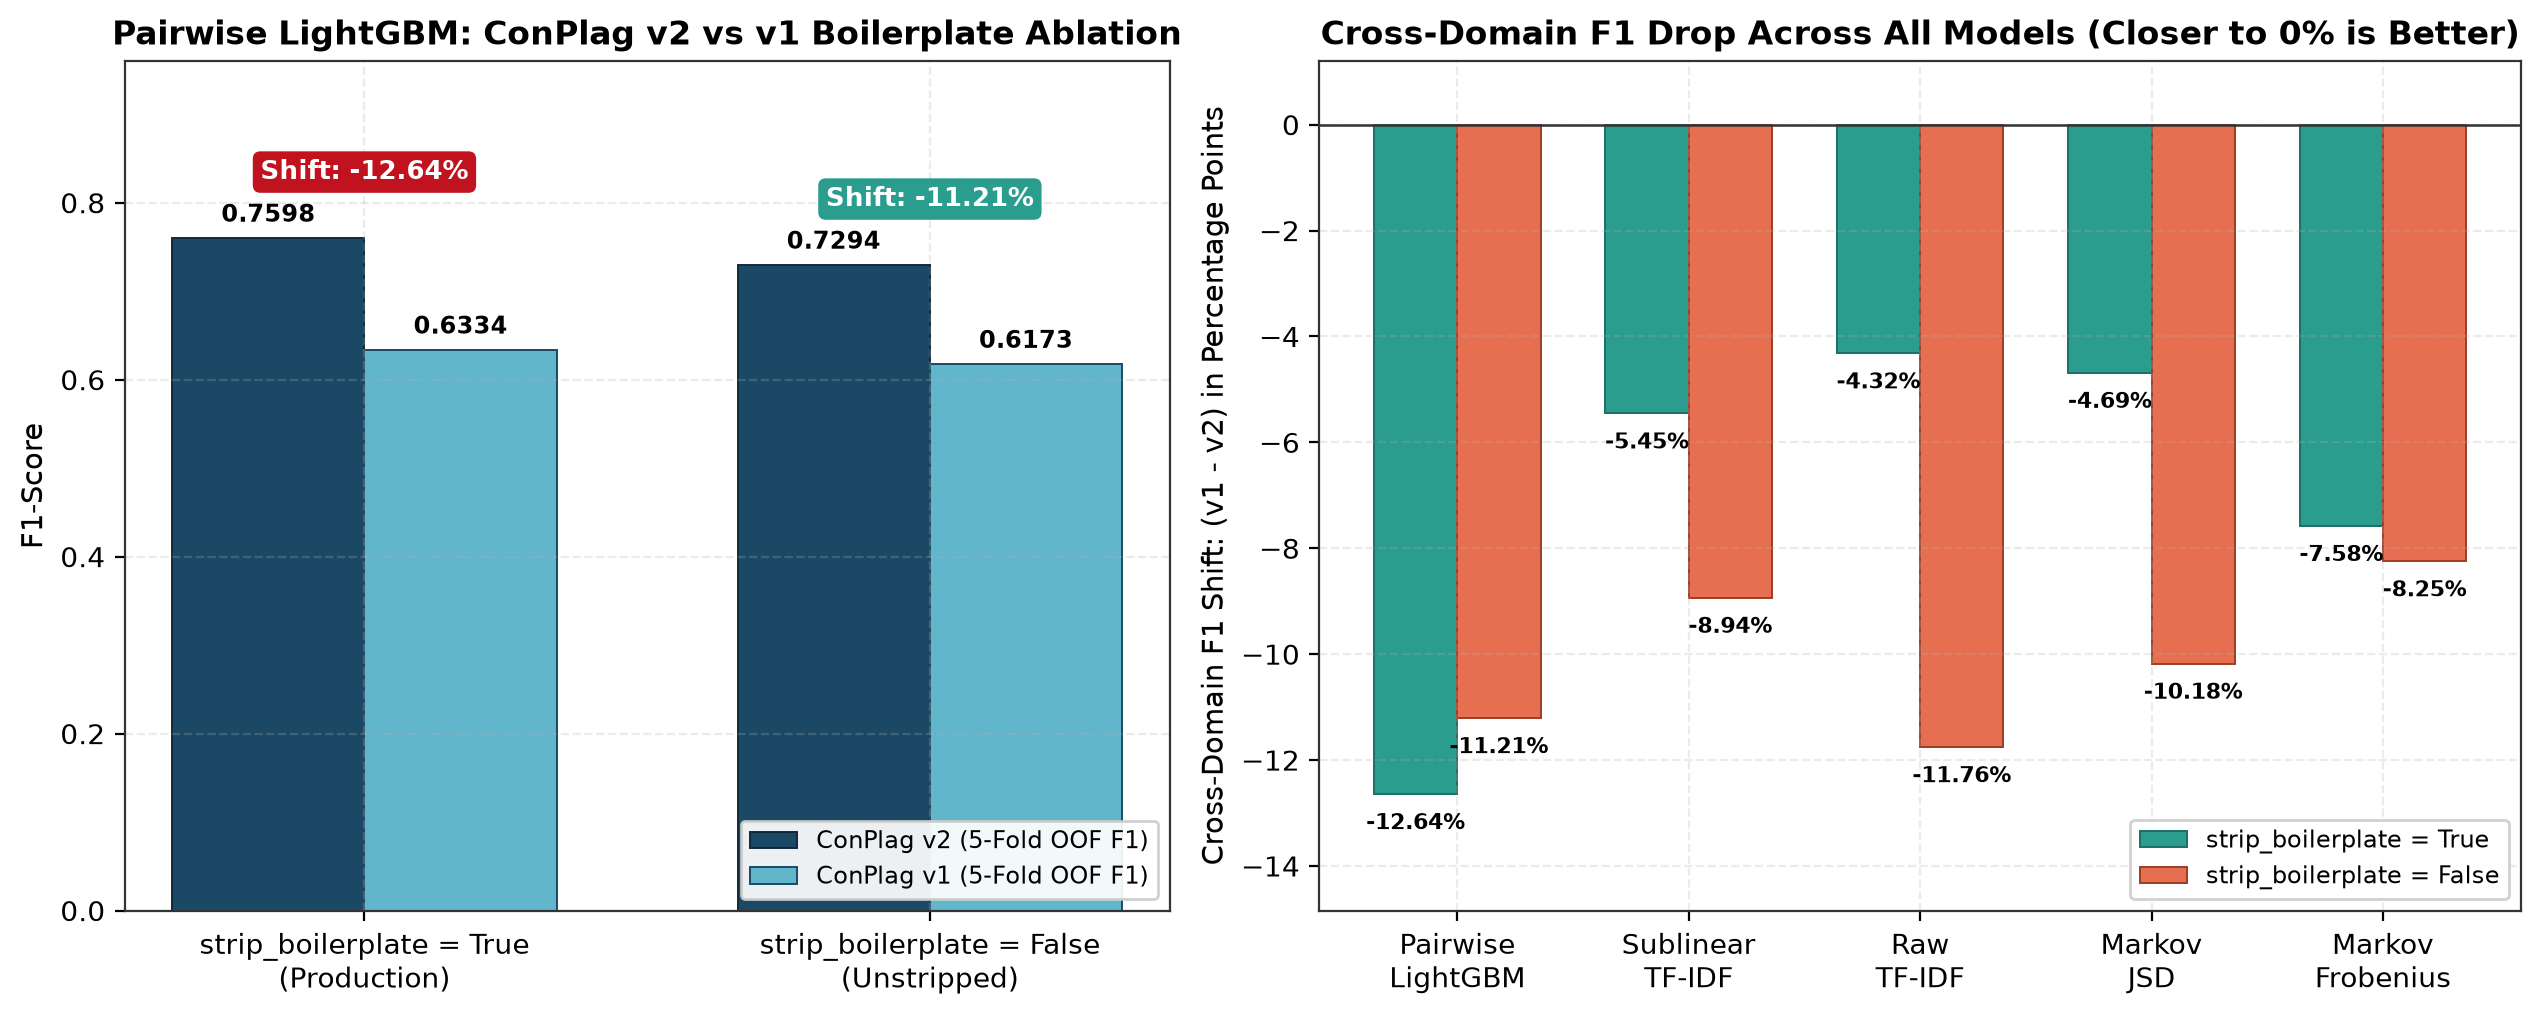 Pairwise LightGBM: ConPlag v2 vs v1 Boilerplate Ablation
F1-Score
0.8
0.6
0.4
0.2
0.0
Shift: -12.64%
0.7598
0.6334
Shift: -11.21%
0.7294
0.6173
ConPlag v2 (5-Fold OOF F1)
ConPlag v1 (5-Fold OOF F1)
strip_boilerplate = True
(Production)
strip_boilerplate = False
(Unstripped)
Cross-Domain F1 Drop Across All Models (Closer to 0% is Better)
Cross-Domain F1 Shift: (v1 - v2) in Percentage Points
0
−2
−4
−6
−8
−10
−12
−14
-12.64%
-11.21%
-5.45%
-8.94%
-4.32%
-11.76%
-4.69%
-10.18%
-7.58%
-8.25%
strip_boilerplate = True
strip_boilerplate = False
Pairwise
LightGBM
Sublinear
TF-IDF
Raw
TF-IDF
Markov
JSD
Markov
Frobenius